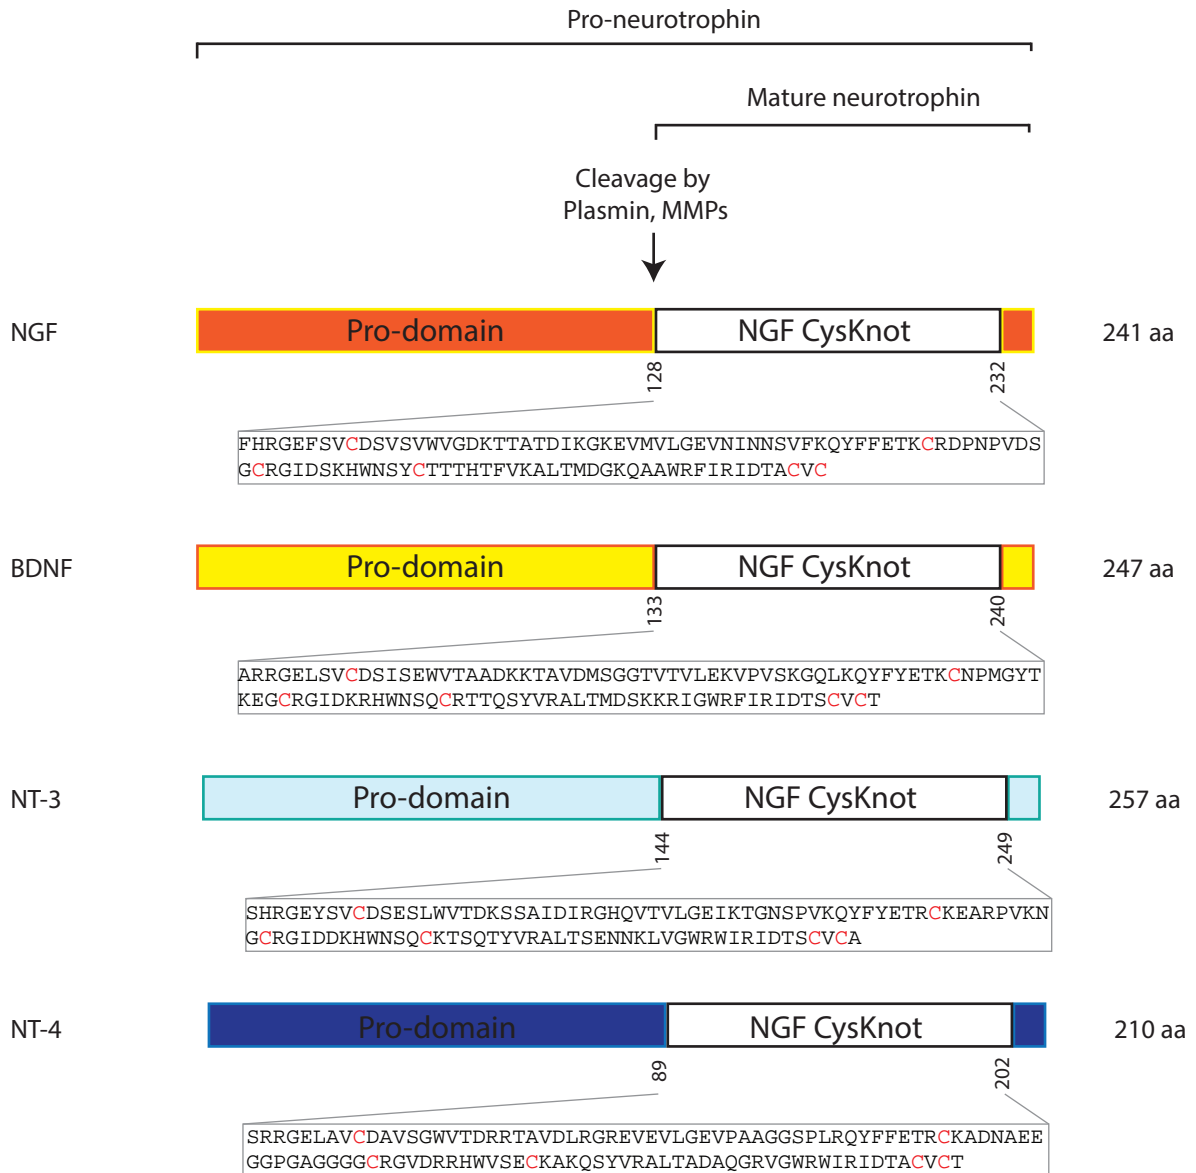 Pro-neurotrophin
Mature neurotrophin
Cleavage by
Plasmin, MMPs
NGF
Pro-domain
NGF CysKnot
241 aa
128
232
FHRGEFSVCDSVSVWVGDKTTATDIKGKEVMVLGEVNINNSVFKQYFFETKCRDPNPVDS
GCRGIDSKHWNSYCTTTHTFVKALTMDGKQAAWRFIRIDTACVC
BDNF
Pro-domain
NGF CysKnot
247 aa
133
240
ARRGELSVCDSISEWVTAADKKTAVDMSGGTVTVLEKVPVSKGQLKQYFYETKCNPMGYT
KEGCRGIDKRHWNSQCRTTQSYVRALTMDSKKRIGWRFIRIDTSCVCT
NT-3
Pro-domain
NGF CysKnot
257 aa
144
249
SHRGEYSVCDSESLWVTDKSSAIDIRGHQVTVLGEIKTGNSPVKQYFYETRCKEARPVKN
GCRGIDDKHWNSQCKTSQTYVRALTSENNKLVGWRWIRIDTSCVCA
NT-4
Pro-domain
NGF CysKnot
210 aa
89
202
SRRGELAVCDAVSGWVTDRRTAVDLRGREVEVLGEVPAAGGSPLRQYFFETRCKADNAEE
GGPGAGGGGCRGVDRRHWVSECKAKQSYVRALTADAQGRVGWRWIRIDTACVCT